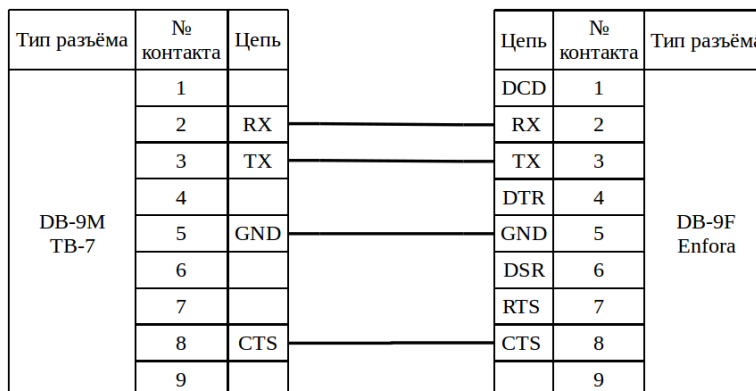 Тип разъёма № контакта Цепь Цепь № контакта Тип разъёма
1 DCD 1
2 RX RX 2
3 TX TX 3
4 DTR 4
DB-9M TB-7 5 GND GND 5 DB-9F Enfora
6 DSR 6
7 RTS 7
8 CTS CTS 8
9 9